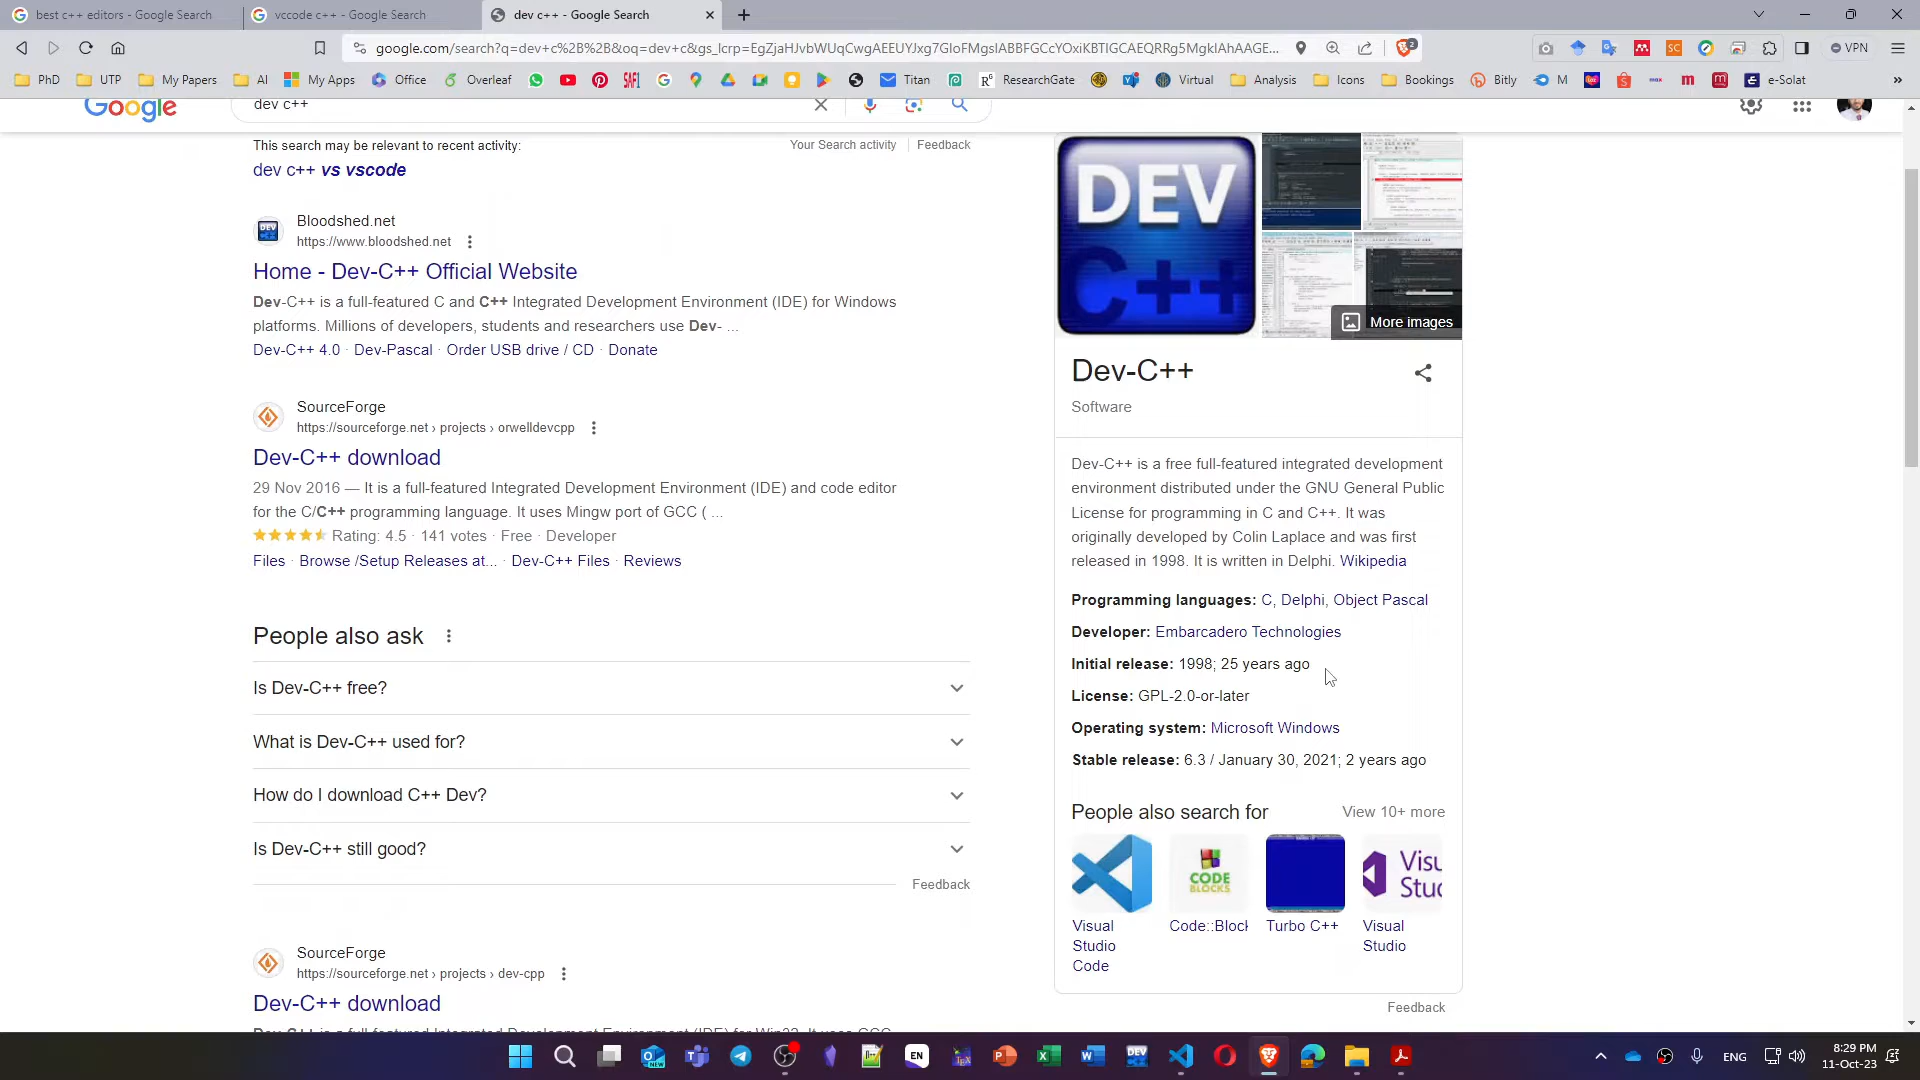 best c++ editors - Google Search
vccode c++ - Google Search
dev c++ - Google Search
google.com/search?q=dev+c%2B%2B&oq=dev+c&gs_lcrp=EgZjaHJvbWUqCwgAEEUYJxg7GIoFMgsIABBFGCcYOxiKBTIGCAEQRRg5MgkIAhAAGE...
2
VPN
PhD
UTP
My Papers
AI
My Apps
Office
Overleaf
SAFI
Titan
ResearchGate
Virtual
Analysis
Icons
Bookings
Bitly
M
e-Solat
Google
dev c++
This search may be relevant to recent activity:
Your Search activity
Feedback
dev c++ vs vscode
Bloodshed.net
https://www.bloodshed.net
Home - Dev-C++ Official Website
Dev-C++ is a full-featured C and C++ Integrated Development Environment (IDE) for Windows
platforms. Millions of developers, students and researchers use Dev- ...
Dev-C++ 4.0 · Dev-Pascal · Order USB drive / CD · Donate
SourceForge
https://sourceforge.net › projects › orwelldevcpp
Dev-C++ download
29 Nov 2016 — It is a full-featured Integrated Development Environment (IDE) and code editor
for the C/C++ programming language. It uses Mingw port of GCC ( ...
Rating: 4.5 · 141 votes · Free · Developer
Files · Browse /Setup Releases at... · Dev-C++ Files · Reviews
People also ask
Is Dev-C++ free?
What is Dev-C++ used for?
How do I download C++ Dev?
Is Dev-C++ still good?
Feedback
SourceForge
https://sourceforge.net › projects › dev-cpp
Dev-C++ download
Dev-C++ is a full-featured Integrated Development Environment (IDE) for Win32. It uses GCC
DEV
C++
More images
Dev-C++
Software
Dev-C++ is a free full-featured integrated development
environment distributed under the GNU General Public
License for programming in C and C++. It was
originally developed by Colin Laplace and was first
released in 1998. It is written in Delphi. Wikipedia
Programming languages: C, Delphi, Object Pascal
Developer: Embarcadero Technologies
Initial release: 1998; 25 years ago
License: GPL-2.0-or-later
Operating system: Microsoft Windows
Stable release: 6.3 / January 30, 2021; 2 years ago
People also search for
View 10+ more
CODE
BLOCKS
Visu
Stuc
Visual
Studio
Code
Code::Block
Turbo C++
Visual
Studio
Feedback
EN
DEV
ENG
8:29 PM
11-Oct-23